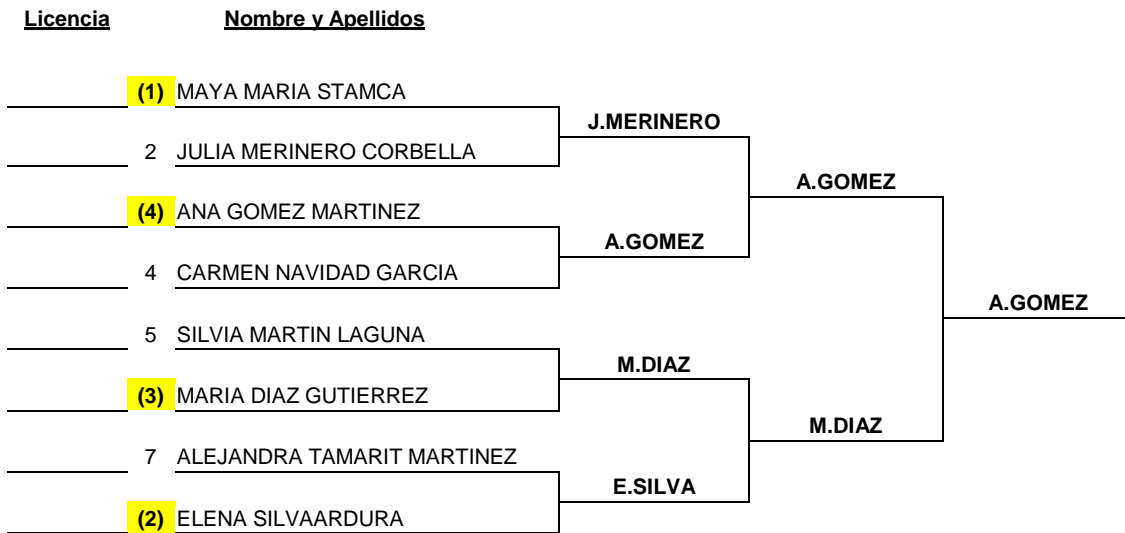 Licencia Nombre y Apellidos
(1) MAYA MARIA STAMCA
J.MERINERO
2 JULIA MERINERO CORBELLA
A.GOMEZ
(4) ANA GOMEZ MARTINEZ
A.GOMEZ
4 CARMEN NAVIDAD GARCIA
A.GOMEZ
5 SILVIA MARTIN LAGUNA
M.DIAZ
(3) MARIA DIAZ GUTIERREZ
M.DIAZ
7 ALEJANDRA TAMARIT MARTINEZ
E.SILVA
(2) ELENA SILVAARDURA